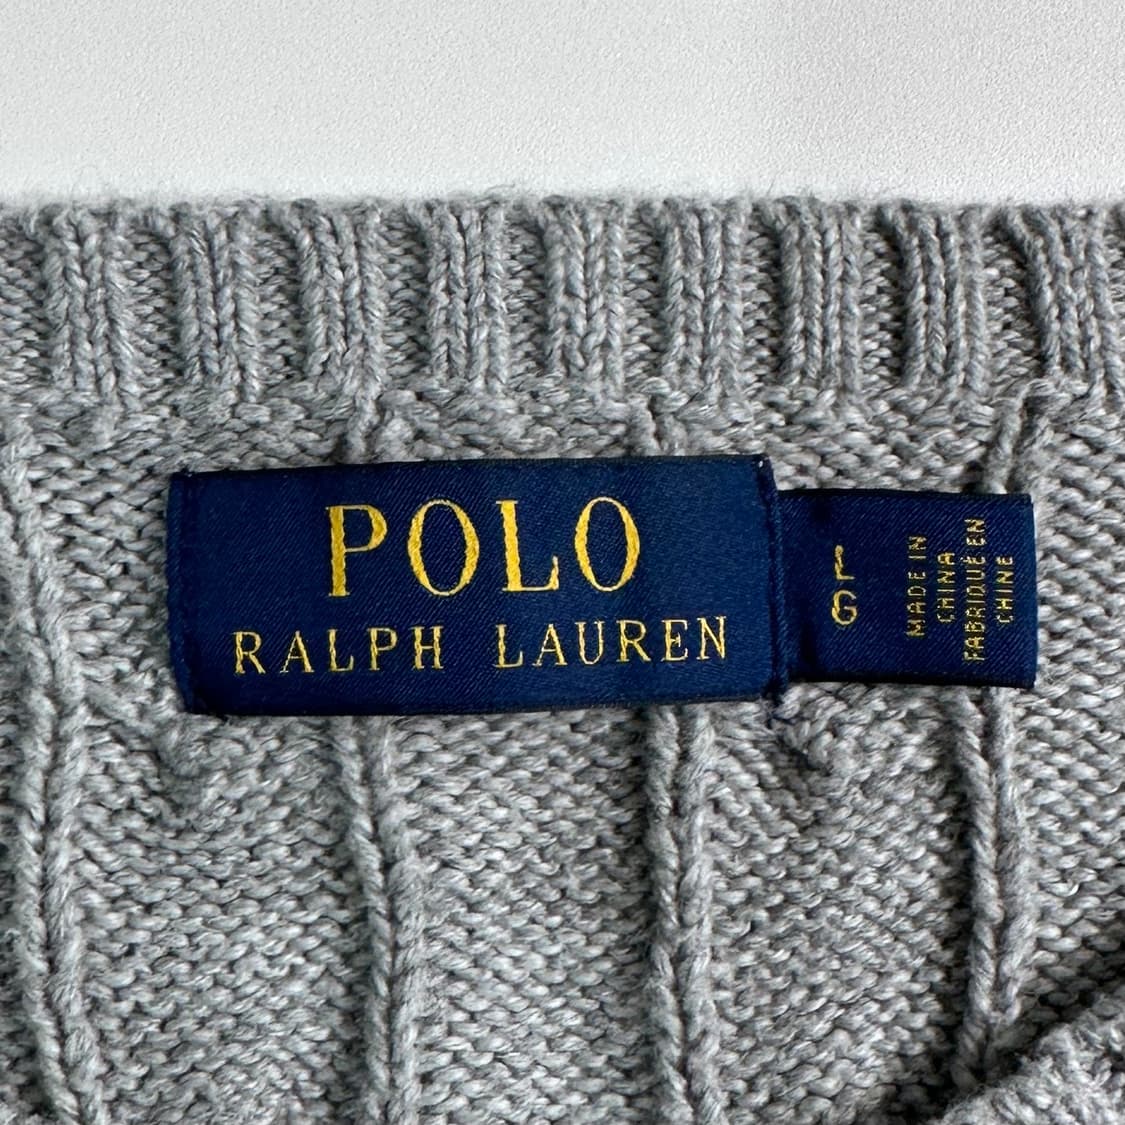 POLO
RALPH LAUREN
L
G
MADE IN
CHINA
FABRIQUÉ EN
CHINE